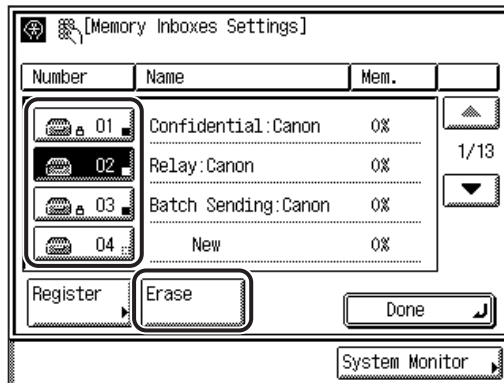 [Memory Inboxes Settings]
Number Name Mem.
01 Confidential:Canon 0%
02 Relay:Canon 0%
03 Batch Sending:Canon 0%
04 New 0%
1/13
Register Erase Done
System Monitor